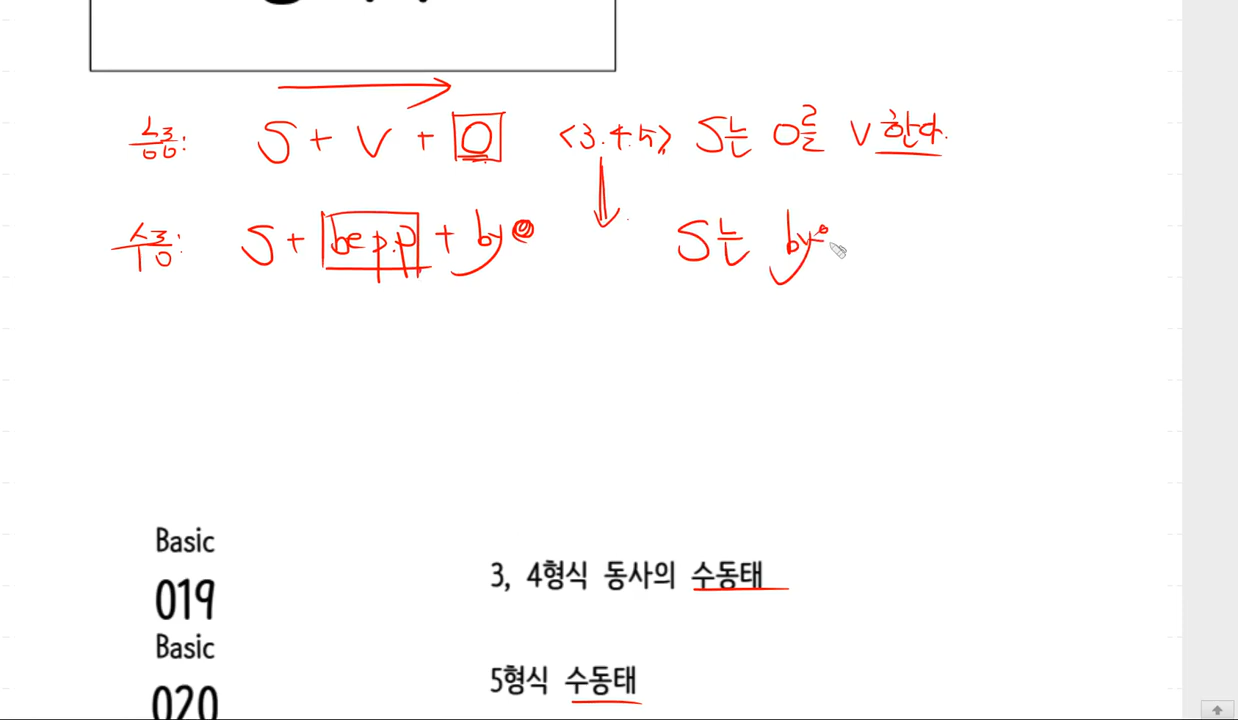 능동: S + V + O <3.4.5> S는 O를 V한다.
수동: S + be p.p + by S는 by
Basic
019 3, 4형식 동사의 수동태
Basic
020 5형식 수동태